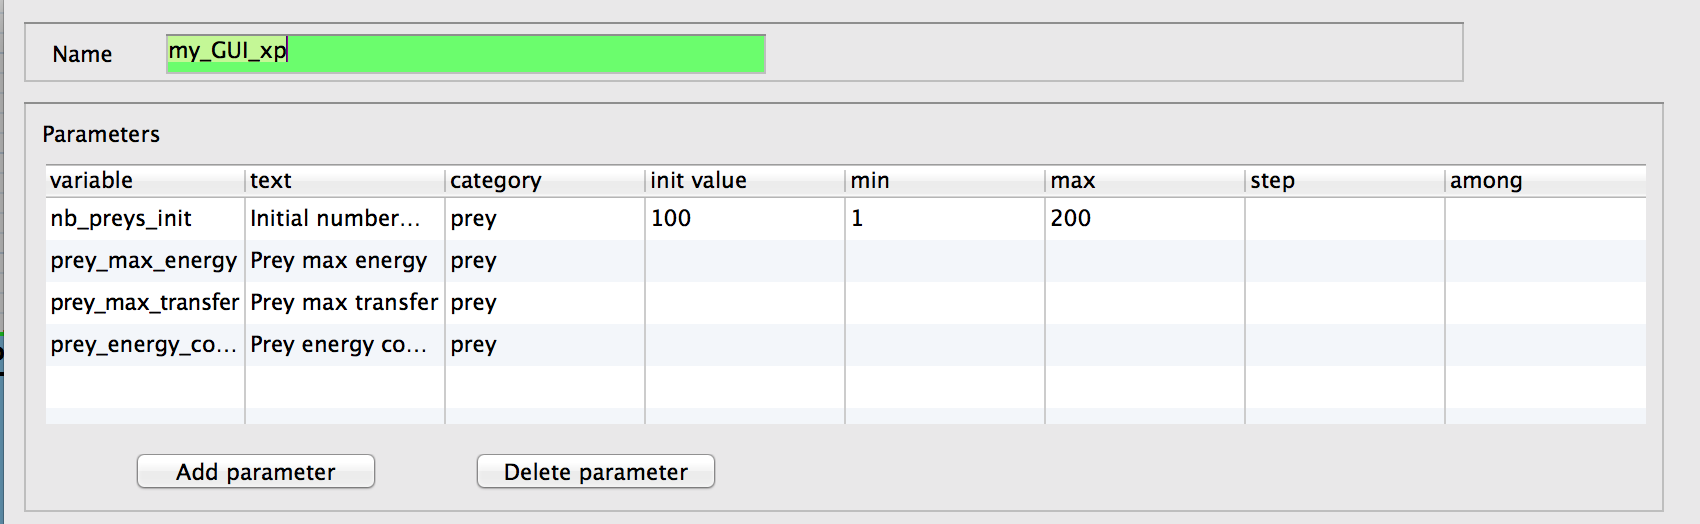 Name my_GUI_xp
Parameters
variable text category init value min max step among
nb_preys_init Initial number... prey 100 1 200
prey_max_energy Prey max energy prey
prey_max_transfer Prey max transfer prey
prey_energy_co... Prey energy co... prey
Add parameter Delete parameter